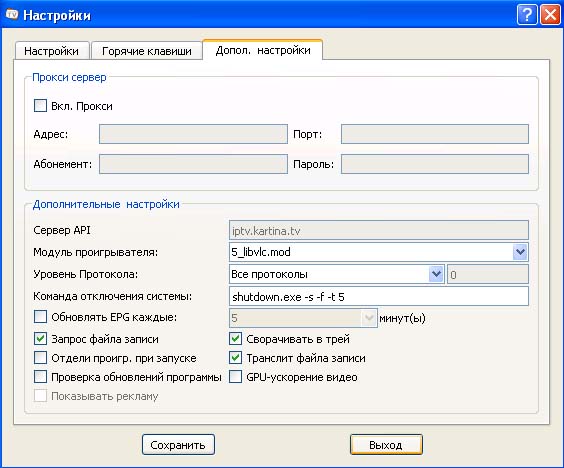 TV Настройки
Настройки Горячие клавиши Допол. настройки
Прокси сервер
Вкл. Прокси
Адрес: Порт:
Абонемент: Пароль:
Дополнительные настройки
Сервер API iptv.kartina.tv
Модуль проигрывателя: 5_libvlc.mod
Уровень Протокола: Все протоколы 0
Команда отключения системы: shutdown.exe -s -f -t 5
Обновлять EPG каждые: 5 минут(ы)
Запрос файла записи Сворачивать в трей
Отдели проигр. при запуске Транслит файла записи
Проверка обновлений программы GPU-ускорение видео
Показывать рекламу
Сохранить Выход